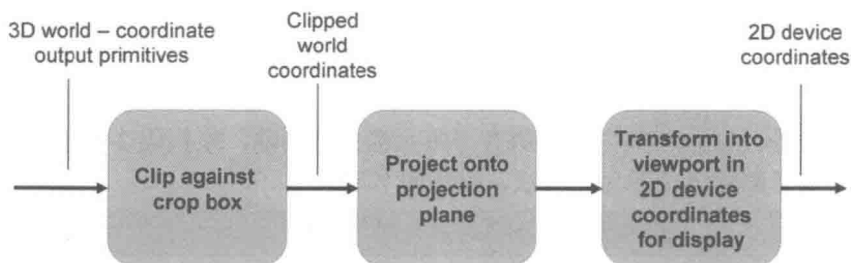 3D world – coordinate
output primitives
Clipped
world
coordinates
2D device
coordinates
Clip against
crop box
Project onto
projection
plane
Transform into
viewport in
2D device
coordinates
for display